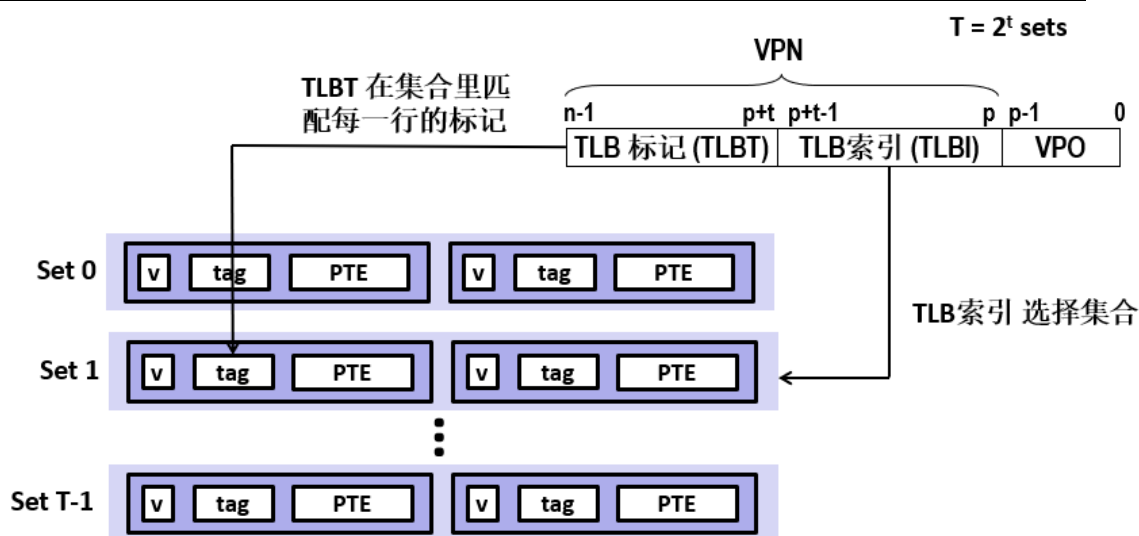 T = 2^t sets
VPN
TLBT 在集合里匹
配每一行的标记
n-1 p+t p+t-1 p p-1 0
TLB 标记 (TLBT) TLB索引 (TLBI) VPO
Set 0 v tag PTE v tag PTE
TLB索引 选择集合
Set 1 v tag PTE v tag PTE
Set T-1 v tag PTE v tag PTE